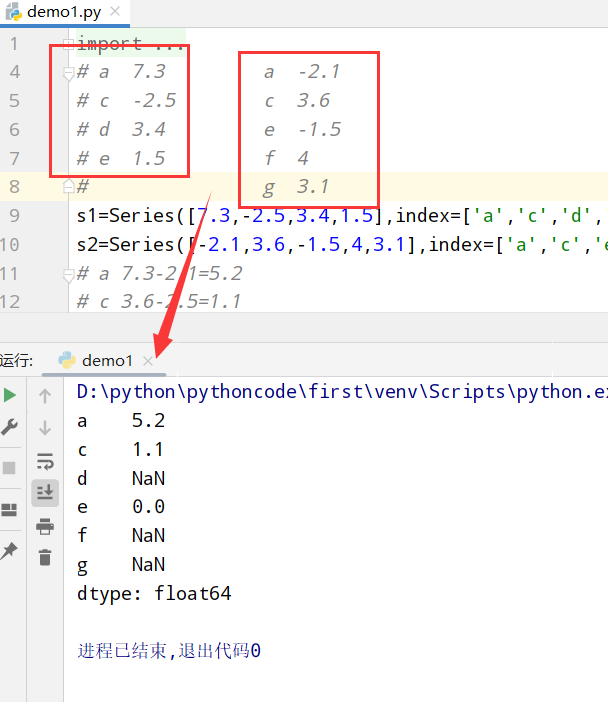 demo1.py
1 import ...
4 # a 7.3 a -2.1
5 # c -2.5 c 3.6
6 # d 3.4 e -1.5
7 # e 1.5 f 4
8 # g 3.1
9 s1=Series([7.3,-2.5,3.4,1.5],index=['a','c','d',
10 s2=Series([-2.1,3.6,-1.5,4,3.1],index=['a','c','e
11 # a 7.3-2.1=5.2
12 # c 3.6-2.5=1.1
运行: demo1
D:\python\pythoncode\first\venv\Scripts\python.ex
a 5.2
c 1.1
d NaN
e 0.0
f NaN
g NaN
dtype: float64
进程已结束,退出代码0